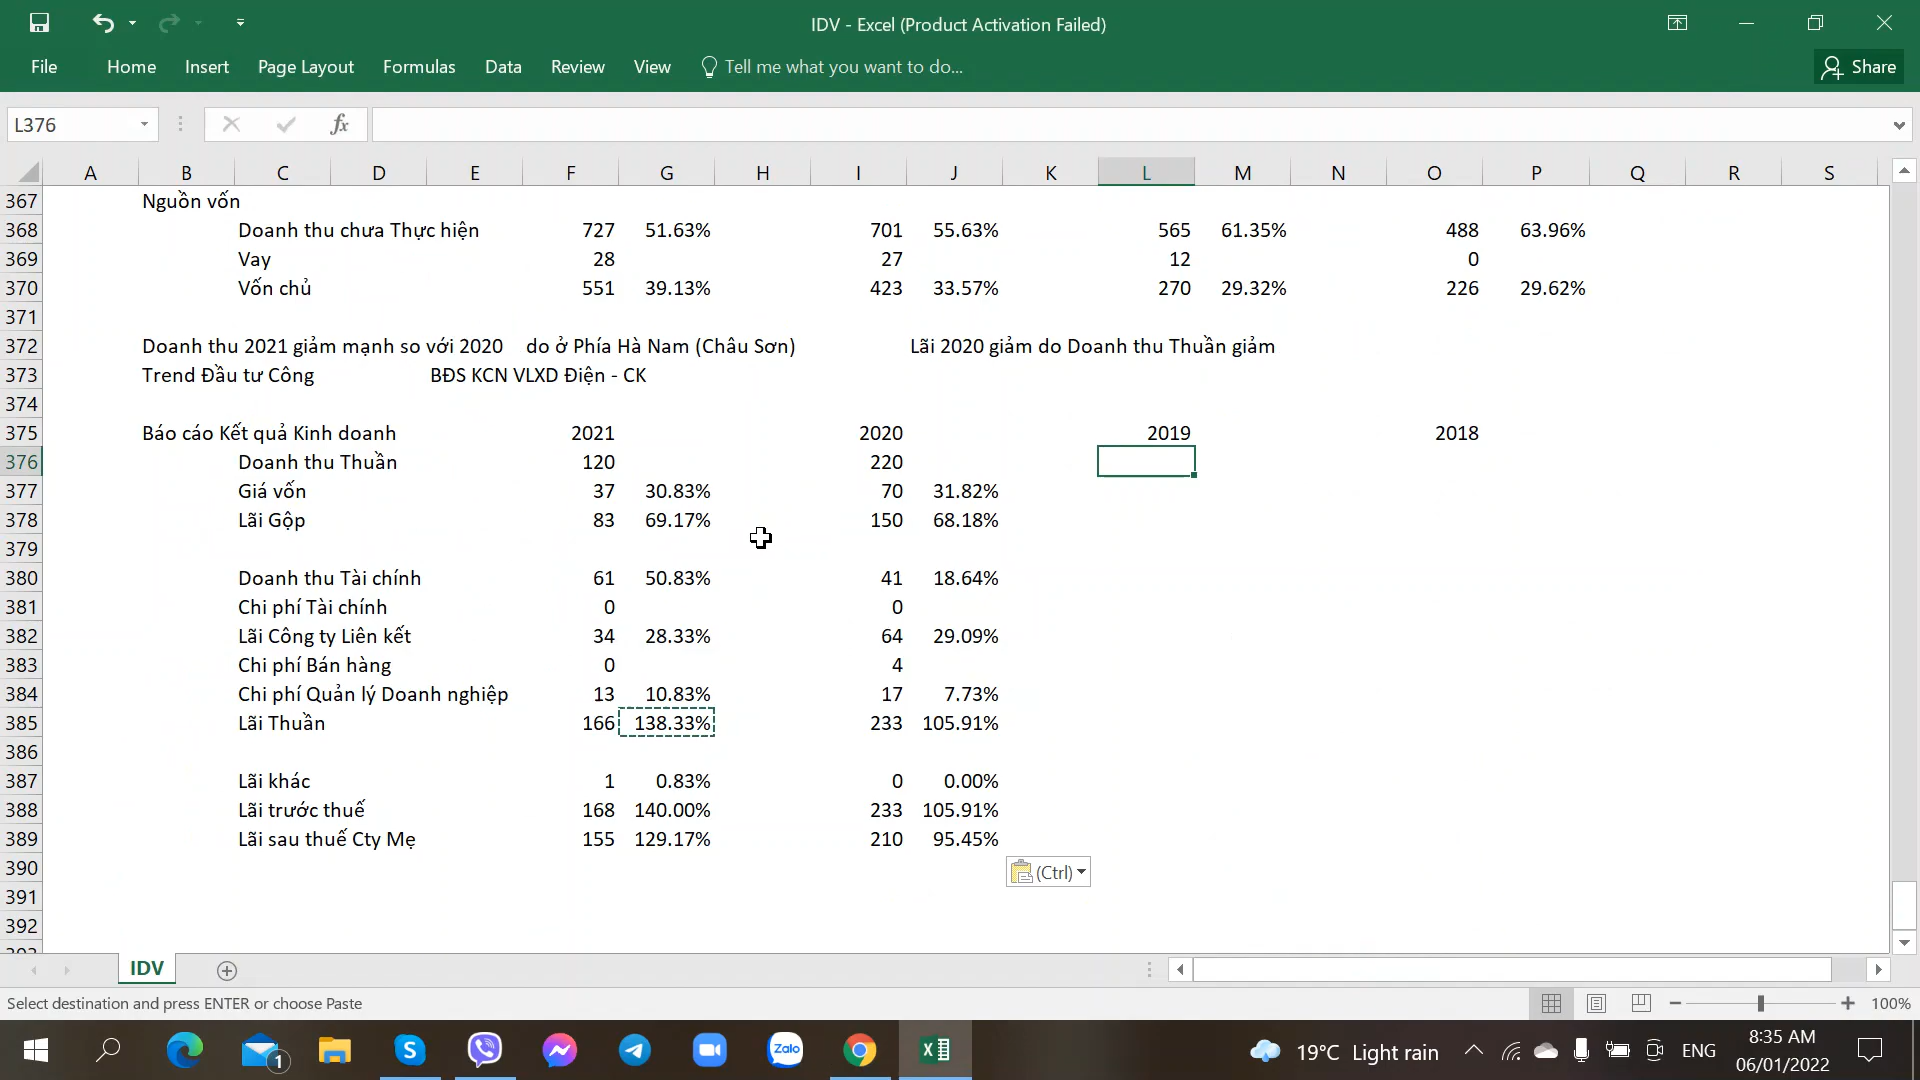 IDV - Excel (Product Activation Failed)
File Home Insert Page Layout Formulas Data Review View Tell me what you want to do... Share
L376 fx
A B C D E F G H I J K L M N O P Q R S
367 Nguồn vốn
368 Doanh thu chưa Thực hiện 727 51.63% 701 55.63% 565 61.35% 488 63.96%
369 Vay 28 27 12 0
370 Vốn chủ 551 39.13% 423 33.57% 270 29.32% 226 29.62%
371
372 Doanh thu 2021 giảm mạnh so với 2020 do ở Phía Hà Nam (Châu Sơn) Lãi 2020 giảm do Doanh thu Thuần giảm
373 Trend Đầu tư Công BĐS KCN VLXD Điện - CK
374
375 Báo cáo Kết quả Kinh doanh 2021 2020 2019 2018
376 Doanh thu Thuần 120 220
377 Giá vốn 37 30.83% 70 31.82%
378 Lãi Gộp 83 69.17% 150 68.18%
379
380 Doanh thu Tài chính 61 50.83% 41 18.64%
381 Chi phí Tài chính 0 0
382 Lãi Công ty Liên kết 34 28.33% 64 29.09%
383 Chi phí Bán hàng 0 4
384 Chi phí Quản lý Doanh nghiệp 13 10.83% 17 7.73%
385 Lãi Thuần 166 138.33% 233 105.91%
386
387 Lãi khác 1 0.83% 0 0.00%
388 Lãi trước thuế 168 140.00% 233 105.91%
389 Lãi sau thuế Cty Mẹ 155 129.17% 210 95.45%
390 (Ctrl)
391
392
IDV
Select destination and press ENTER or choose Paste 100%
1 S Zalo 19°C Light rain ENG 8:35 AM
06/01/2022